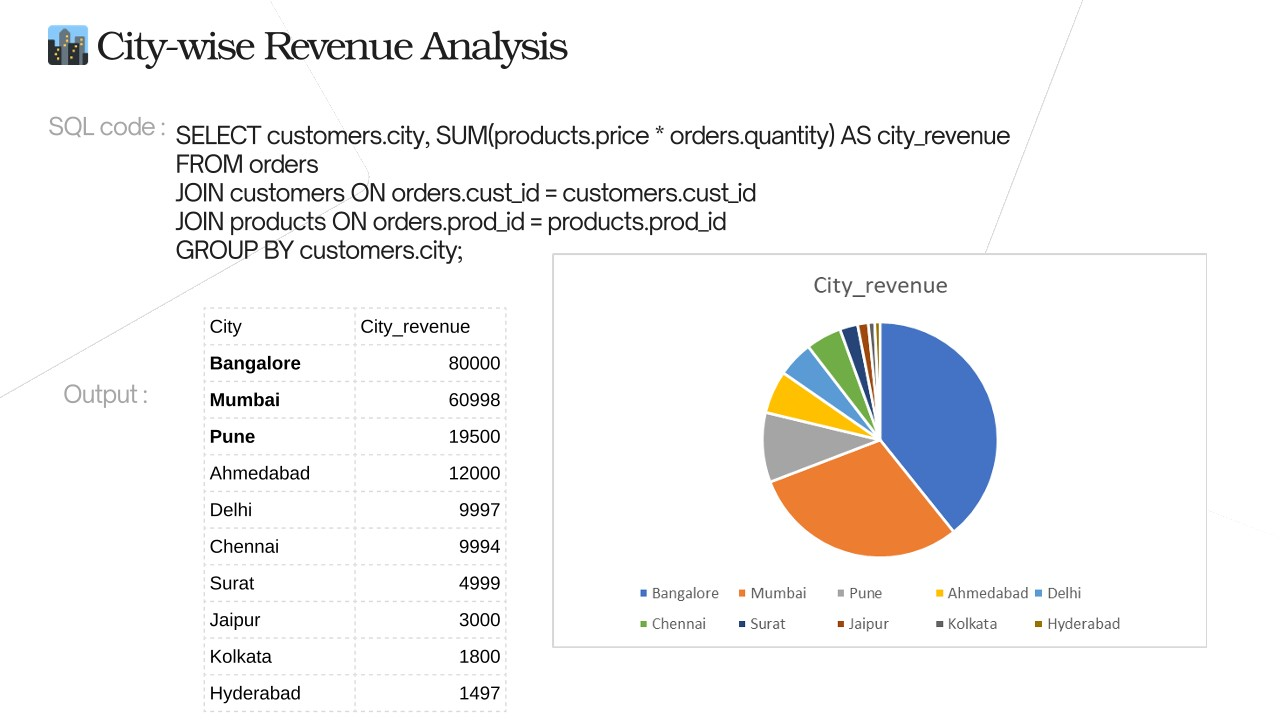 City-wise Revenue Analysis
SQL code :
SELECT customers.city, SUM(products.price * orders.quantity) AS city_revenue
FROM orders
JOIN customers ON orders.cust_id = customers.cust_id
JOIN products ON orders.prod_id = products.prod_id
GROUP BY customers.city;
Output :
City City_revenue
Bangalore 80000
Mumbai 60998
Pune 19500
Ahmedabad 12000
Delhi 9997
Chennai 9994
Surat 4999
Jaipur 3000
Kolkata 1800
Hyderabad 1497
City_revenue
Bangalore Mumbai Pune Ahmedabad Delhi
Chennai Surat Jaipur Kolkata Hyderabad